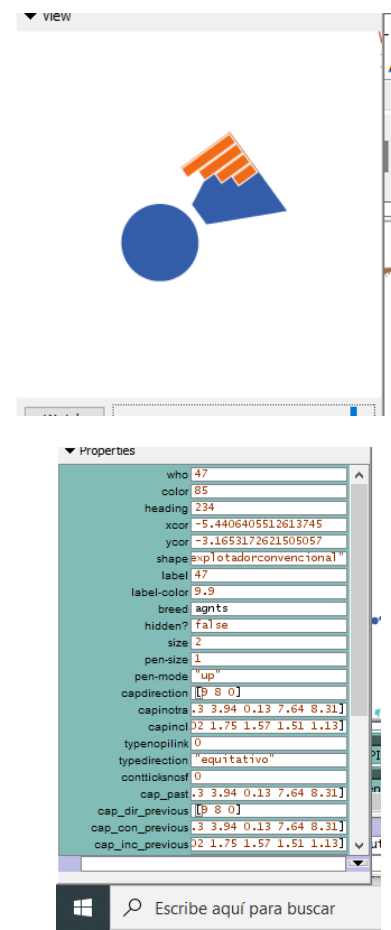 View
Properties
who 47
color 85
heading 234
xcor -5.4406405512613745
ycor -3.1653172621505057
shape explotadorconvencional"
label 47
label-color 9.9
breed agnts
hidden? false
size 2
pen-size 1
pen-mode "up"
capdirection [[9 8 0]
capinotra .3 3.94 0.13 7.64 8.31]
capincl 02 1.75 1.57 1.51 1.13]
typenopilink 0
typedirection "equitativo"
contticksnosf 0
cap_past .3 3.94 0.13 7.64 8.31]
cap_dir_previous [[9 8 0]
cap_con_previous .3 3.94 0.13 7.64 8.31]
cap_inc_previous 02 1.75 1.57 1.51 1.13]
Escribe aquí para buscar